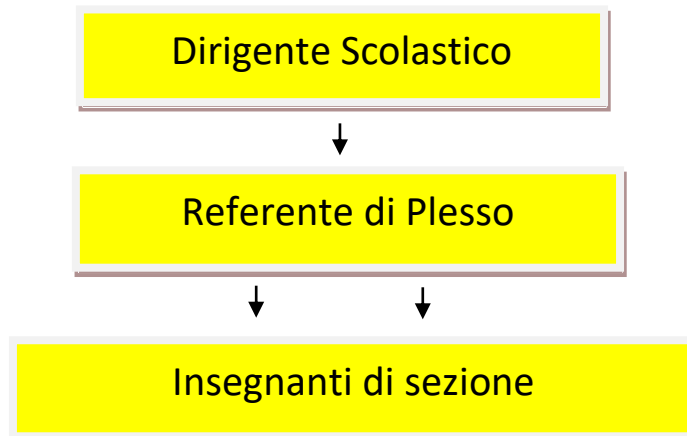 Dirigente Scolastico
Referente di Plesso
Insegnanti di sezione